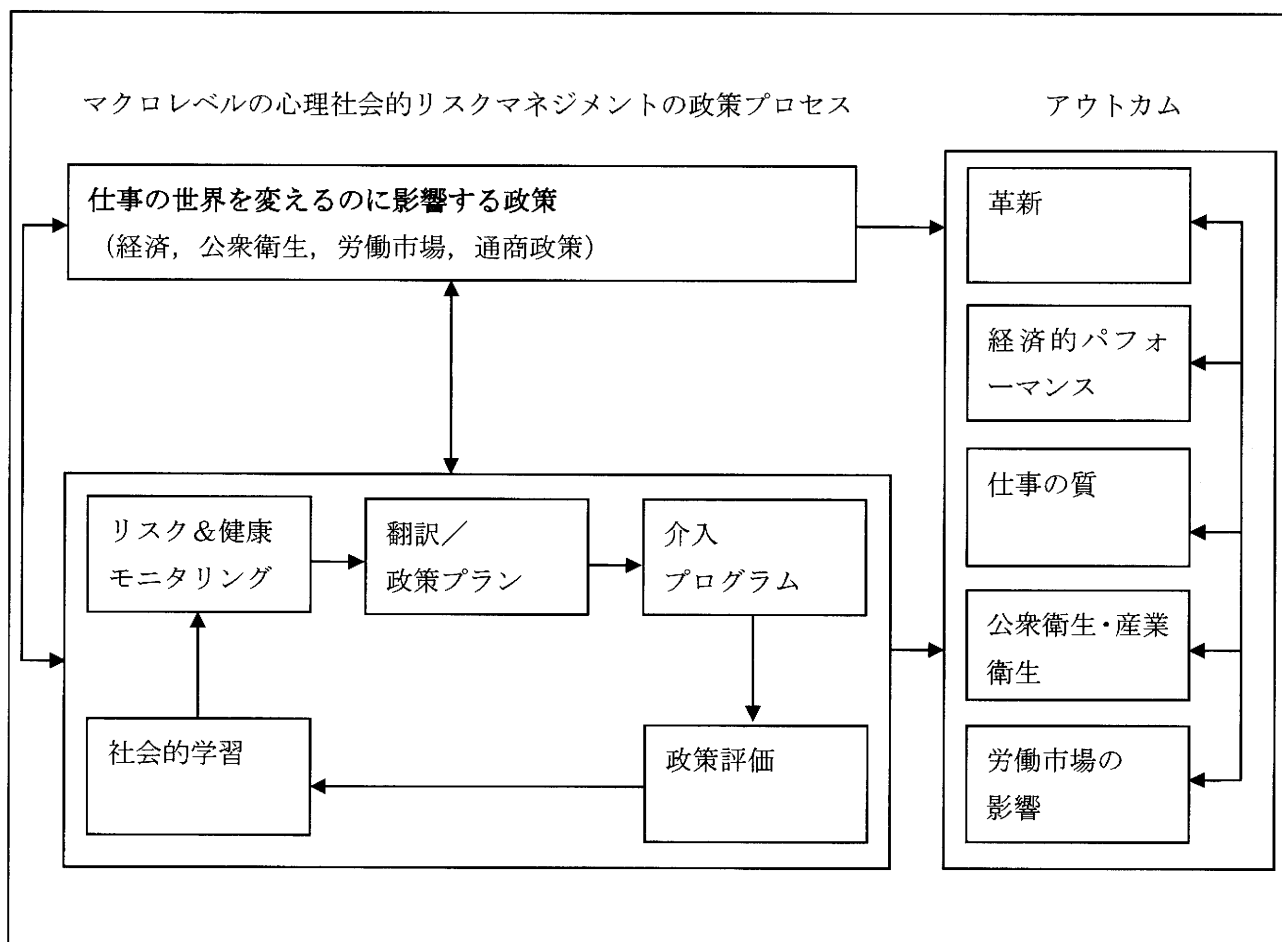 マクロレベルの心理社会的リスクマネジメントの政策プロセス
アウトカム
仕事の世界を変えるのに影響する政策
（経済，公衆衛生，労働市場，通商政策）
リスク＆健康
モニタリング
翻訳／
政策プラン
介入
プログラム
社会的学習
政策評価
革新
経済的パフォ
ーマンス
仕事の質
公衆衛生・産業
衛生
労働市場の
影響